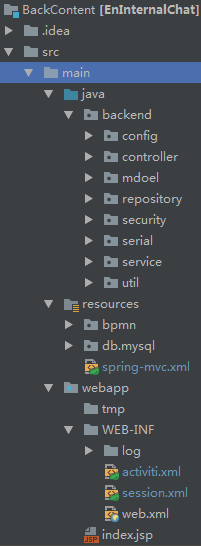 BackContent [EnInternalChat]
.idea
src
main
java
backend
config
controller
mdoel
repository
security
serial
service
util
resources
bpmn
db.mysql
spring-mvc.xml
webapp
tmp
WEB-INF
log
activiti.xml
session.xml
web.xml
JSP index.jsp